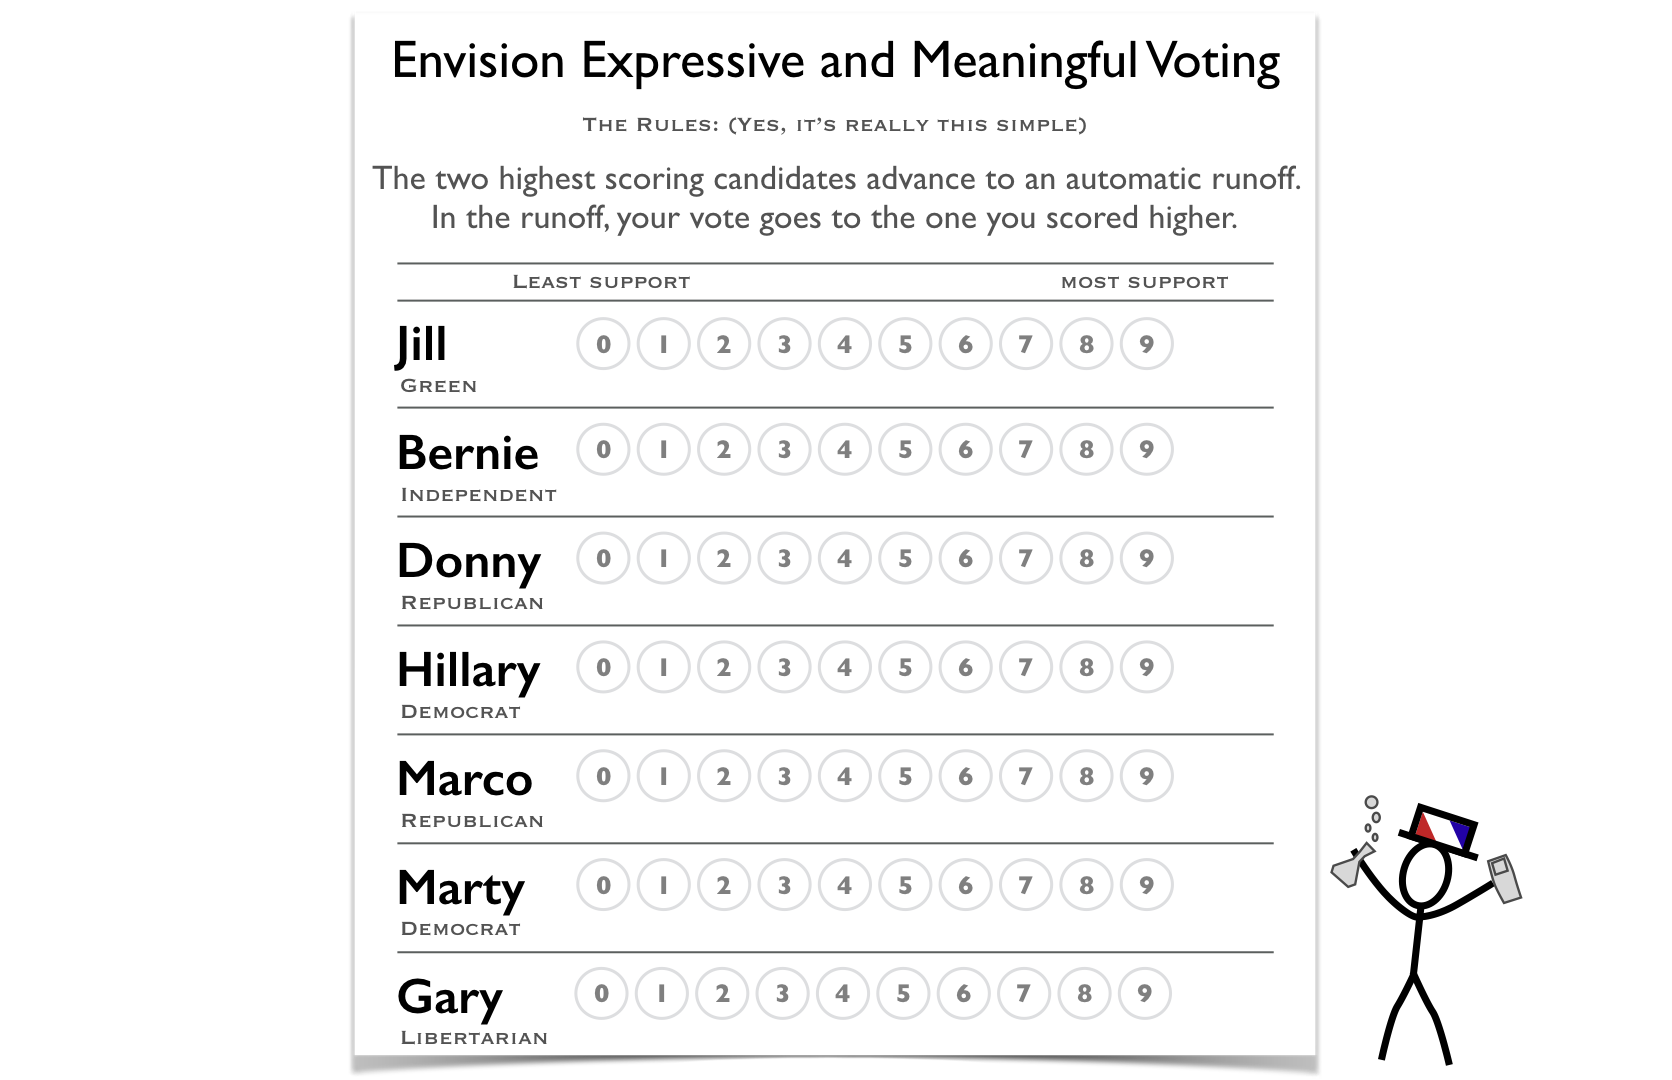 Envision Expressive and Meaningful Voting
The Rules: (Yes, it's really this simple)
The two highest scoring candidates advance to an automatic runoff.
In the runoff, your vote goes to the one you scored higher.
Least support most support
Jill 0 1 2 3 4 5 6 7 8 9
Green
Bernie 0 1 2 3 4 5 6 7 8 9
Independent
Donny 0 1 2 3 4 5 6 7 8 9
Republican
Hillary 0 1 2 3 4 5 6 7 8 9
Democrat
Marco 0 1 2 3 4 5 6 7 8 9
Republican
Marty 0 1 2 3 4 5 6 7 8 9
Democrat
Gary 0 1 2 3 4 5 6 7 8 9
Libertarian